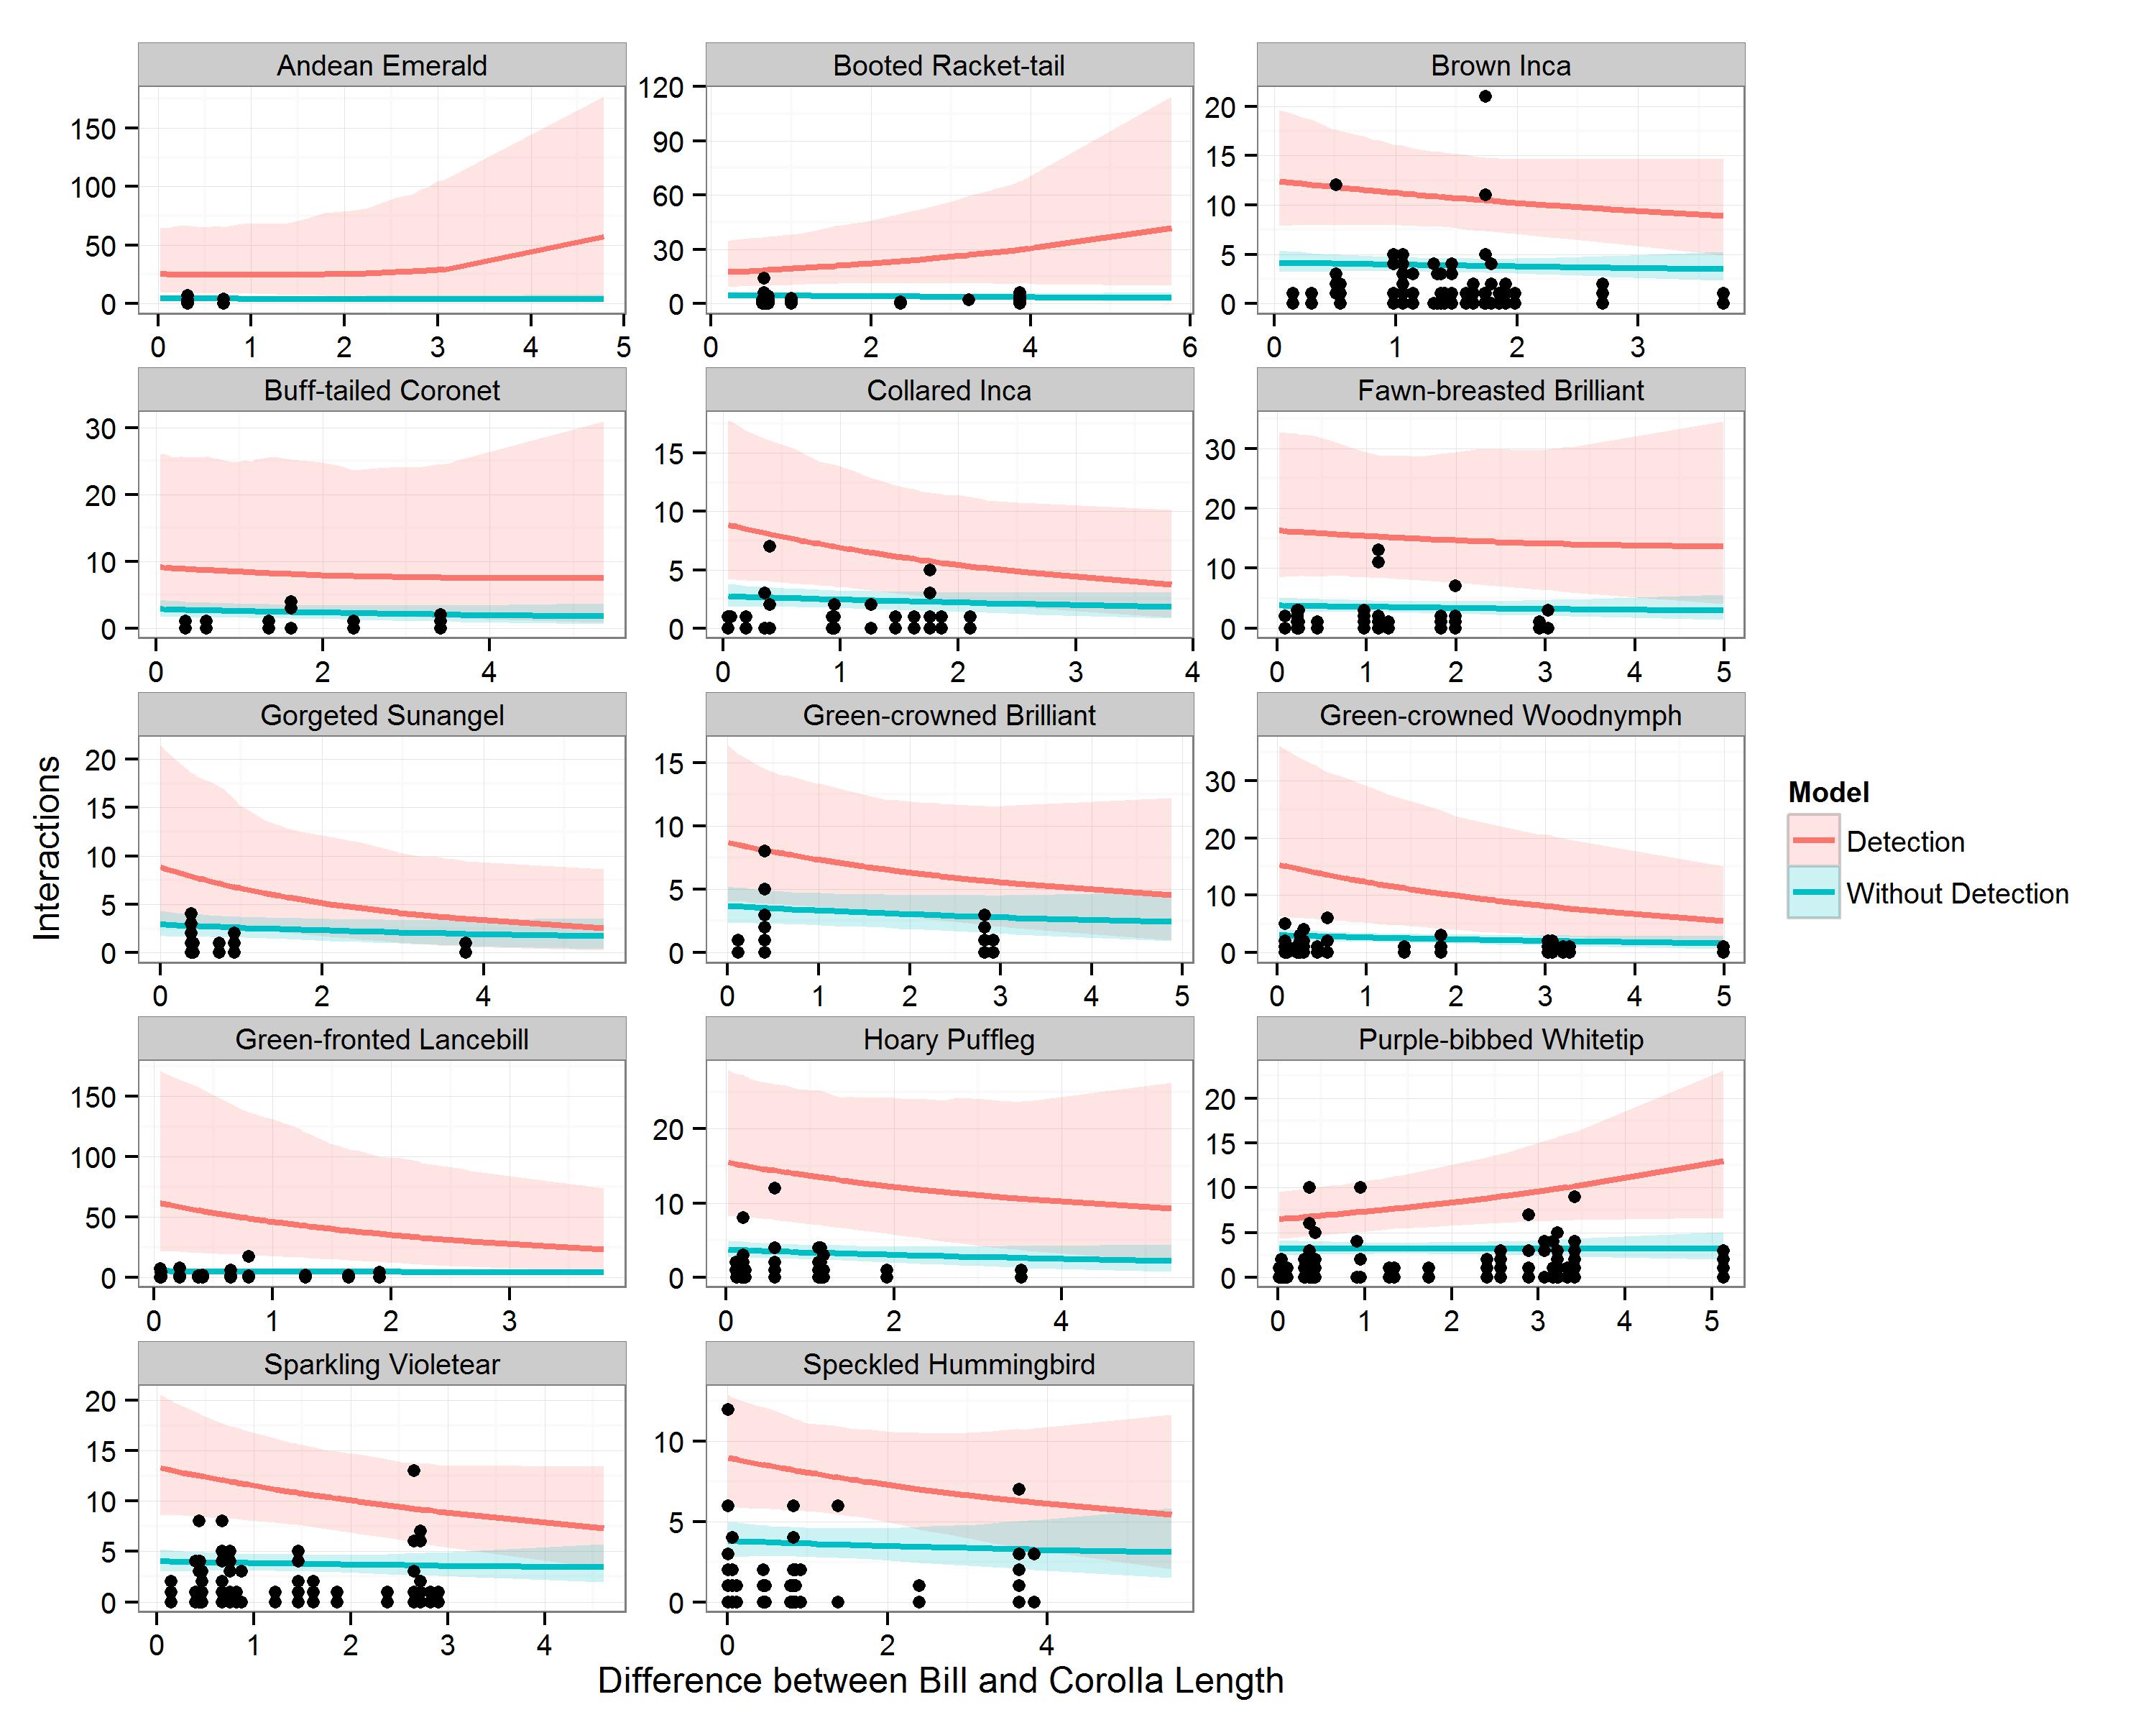 Andean Emerald
Booted Racket-tail
Brown Inca
150
100
50
0
0 1 2 3 4 5
120
90
60
30
0
0 2 4 6
20
15
10
5
0
0 1 2 3
Buff-tailed Coronet
Collared Inca
Fawn-breasted Brilliant
30
20
10
0
0 2 4
15
10
5
0
0 1 2 3 4
30
20
10
0
0 1 2 3 4 5
Gorgeted Sunangel
Green-crowned Brilliant
Green-crowned Woodnymph
20
15
10
5
0
0 2 4
15
10
5
0
0 1 2 3 4 5
30
20
10
0
0 1 2 3 4 5
Green-fronted Lancebill
Hoary Puffleg
Purple-bibbed Whitetip
150
100
50
0
0 1 2 3
20
10
0
0 2 4
20
15
10
5
0
0 1 2 3 4 5
Sparkling Violetear
Speckled Hummingbird
20
15
10
5
0
0 1 2 3 4
10
5
0
0 2 4
Interactions
Difference between Bill and Corolla Length
Model
Detection
Without Detection